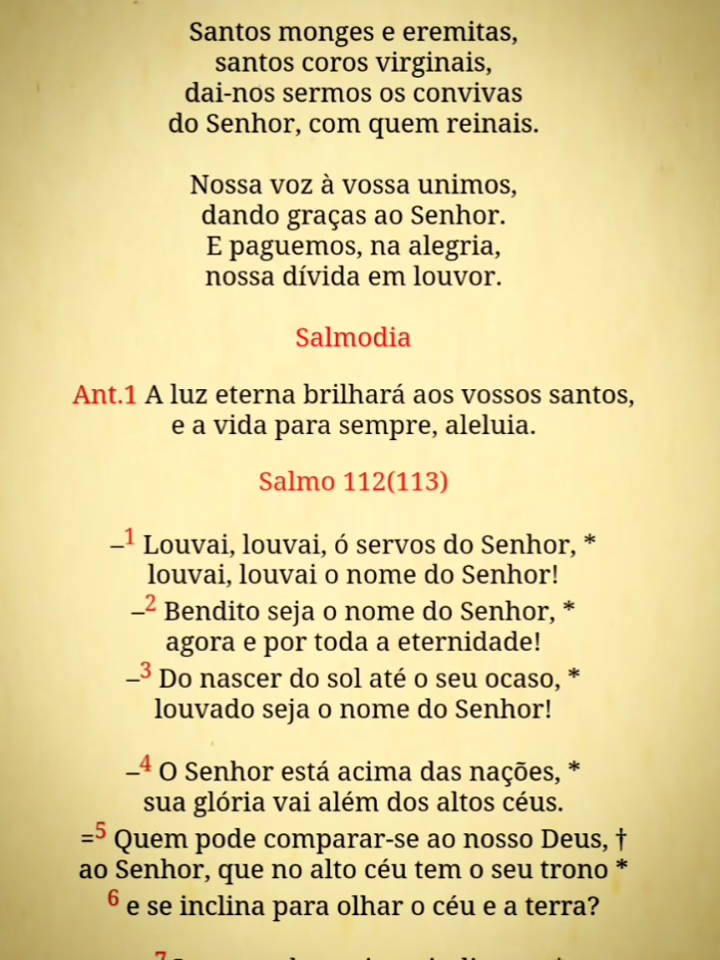 Santos monges e eremitas,
santos coros virginais,
dai-nos sermos os convivas
do Senhor, com quem reinais.
Nossa voz à vossa unimos,
dando graças ao Senhor.
E paguemos, na alegria,
nossa dívida em louvor.
Salmodia
Ant.1 A luz eterna brilhará aos vossos santos,
e a vida para sempre, aleluia.
Salmo 112(113)
–1 Louvai, louvai, ó servos do Senhor, *
louvai, louvai o nome do Senhor!
–2 Bendito seja o nome do Senhor, *
agora e por toda a eternidade!
–3 Do nascer do sol até o seu ocaso, *
louvado seja o nome do Senhor!
–4 O Senhor está acima das nações, *
sua glória vai além dos altos céus.
=5 Quem pode comparar-se ao nosso Deus, †
ao Senhor, que no alto céu tem o seu trono *
6 e se inclina para olhar o céu e a terra?
7